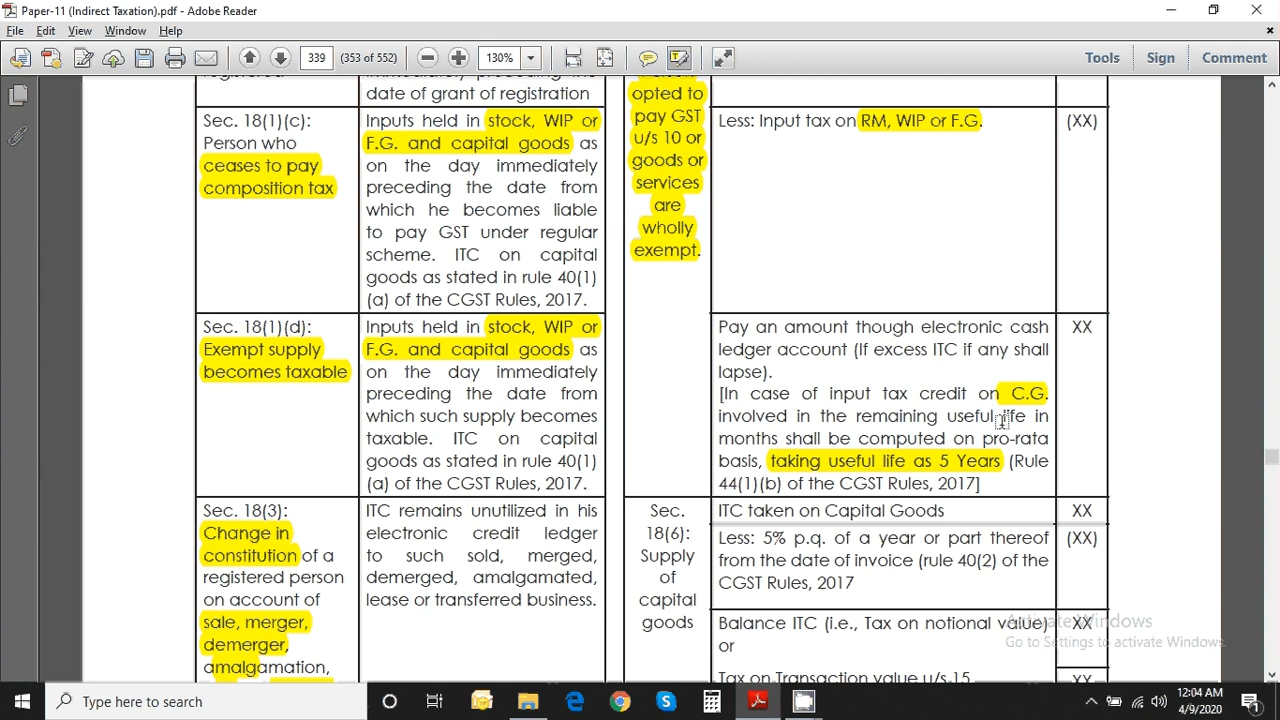 Paper-11 (Indirect Taxation).pdf - Adobe Reader
File Edit View Window Help
339 (353 of 552) 130% Tools Sign Comment
date of grant of registration
Sec. 18(1)(c):
Person who
ceases to pay
composition tax
Inputs held in stock, WIP or
F.G. and capital goods as
on the day immediately
preceding the date from
which he becomes liable
to pay GST under regular
scheme. ITC on capital
goods as stated in rule 40(1)
(a) of the CGST Rules, 2017.
opted to
pay GST
u/s 10 or
goods or
services
are
wholly
exempt.
Less: Input tax on RM, WIP or F.G.
(XX)
Sec. 18(1)(d):
Exempt supply
becomes taxable
Inputs held in stock, WIP or
F.G. and capital goods as
on the day immediately
preceding the date from
which such supply becomes
taxable. ITC on capital
goods as stated in rule 40(1)
(a) of the CGST Rules, 2017.
Pay an amount though electronic cash
ledger account (If excess ITC if any shall
lapse).
[In case of input tax credit on C.G.
involved in the remaining useful life in
months shall be computed on pro-rata
basis, taking useful life as 5 Years (Rule
44(1)(b) of the CGST Rules, 2017]
XX
Sec. 18(3):
Change in
constitution of a
registered person
on account of
sale, merger,
demerger,
amalgamation,
ITC remains unutilized in his
electronic credit ledger
to such sold, merged,
demerged, amalgamated,
lease or transferred business.
Sec.
18(6):
Supply
of
capital
goods
ITC taken on Capital Goods
XX
Less: 5% p.q. of a year or part thereof
from the date of invoice (rule 40(2) of the
CGST Rules, 2017
(XX)
Balance ITC (i.e., Tax on notional value)
or
XX
Tax on Transaction value u/s 15
XX
Activate Windows
Go to Settings to activate Windows.
Type here to search
12:04 AM
4/9/2020
1